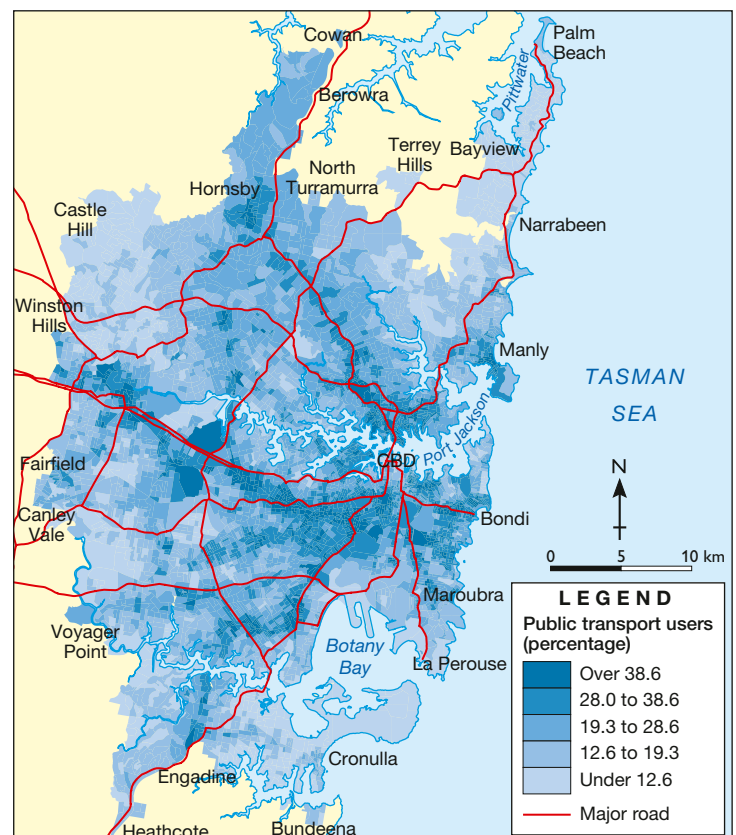 Cowan
Palm
Beach
Pittwater
Berowra
Terrey
Hills
Bayview
North
Turramurra
Hornsby
Castle
Hill
Narrabeen
Winston
Hills
Manly
TASMAN
SEA
Port Jackson
CBD
Fairfield
N
Canley
Vale
Bondi
0 5 10 km
Maroubra
Voyager
Point
Botany
Bay
La Perouse
LEGEND
Public transport users
(percentage)
Over 38.6
28.0 to 38.6
19.3 to 28.6
12.6 to 19.3
Under 12.6
Major road
Cronulla
Engadine
Heathcote
Bundeena